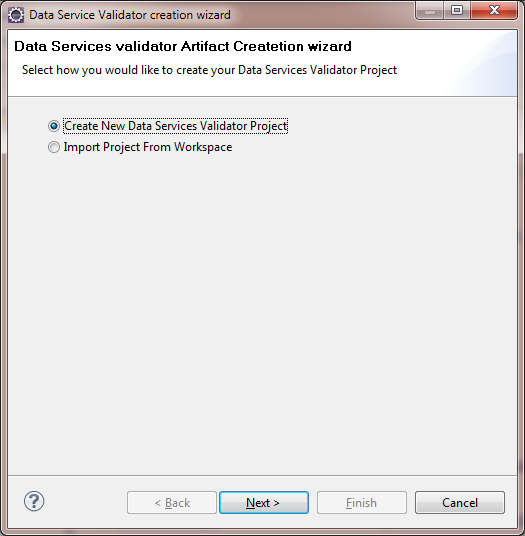 Data Service Validator creation wizard
Data Services validator Artifact Createtion wizard
Select how you would like to create your Data Services Validator Project
Create New Data Services Validator Project
Import Project From Workspace
? < Back Next > Finish Cancel